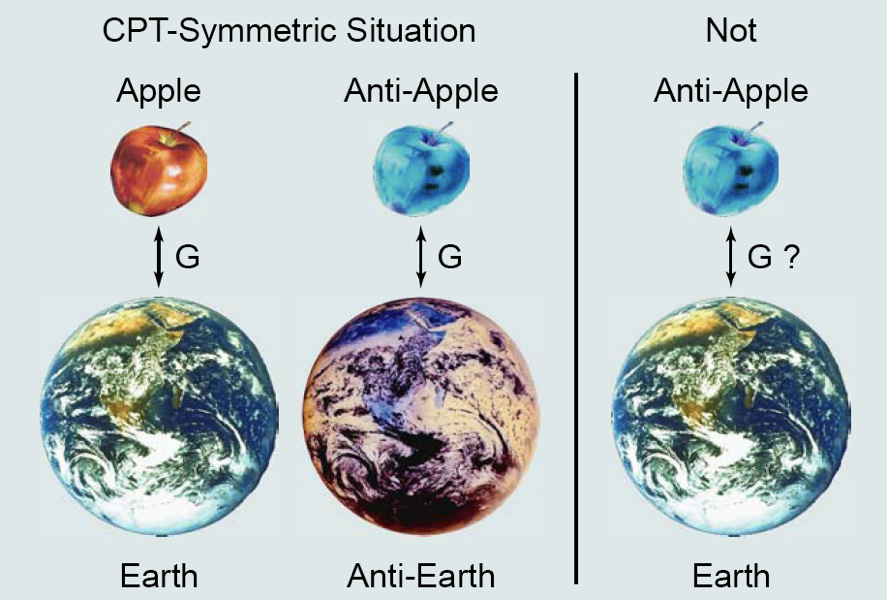 CPT-Symmetric Situation
Not
Apple
Anti-Apple
Anti-Apple
G
G
G ?
Earth
Anti-Earth
Earth